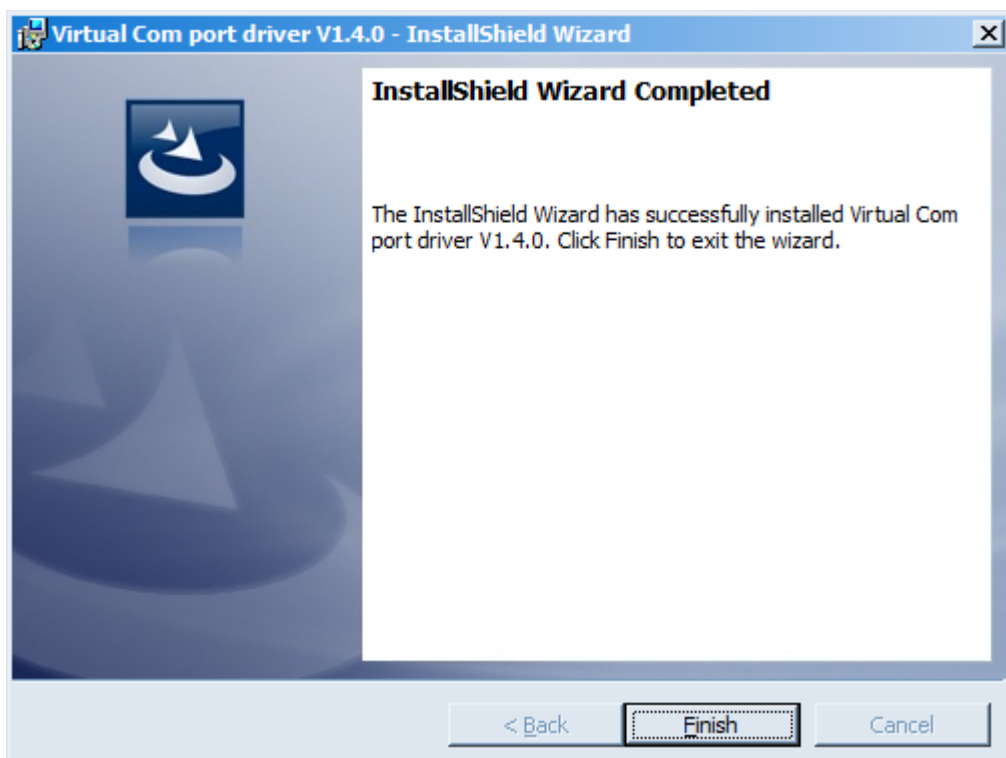 Virtual Com port driver V1.4.0 - InstallShield Wizard
InstallShield Wizard Completed
The InstallShield Wizard has successfully installed Virtual Com
port driver V1.4.0. Click Finish to exit the wizard.
< Back
Finish
Cancel